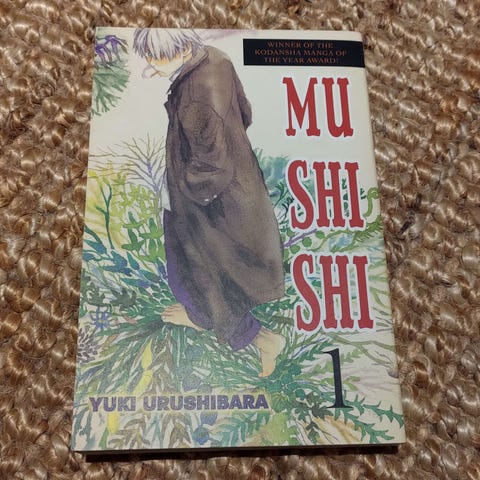 WINNER OF THE
KODANSHA MANGA OF
THE YEAR AWARD!
MU
SHI
SHI
1
YUKI URUSHIBARA